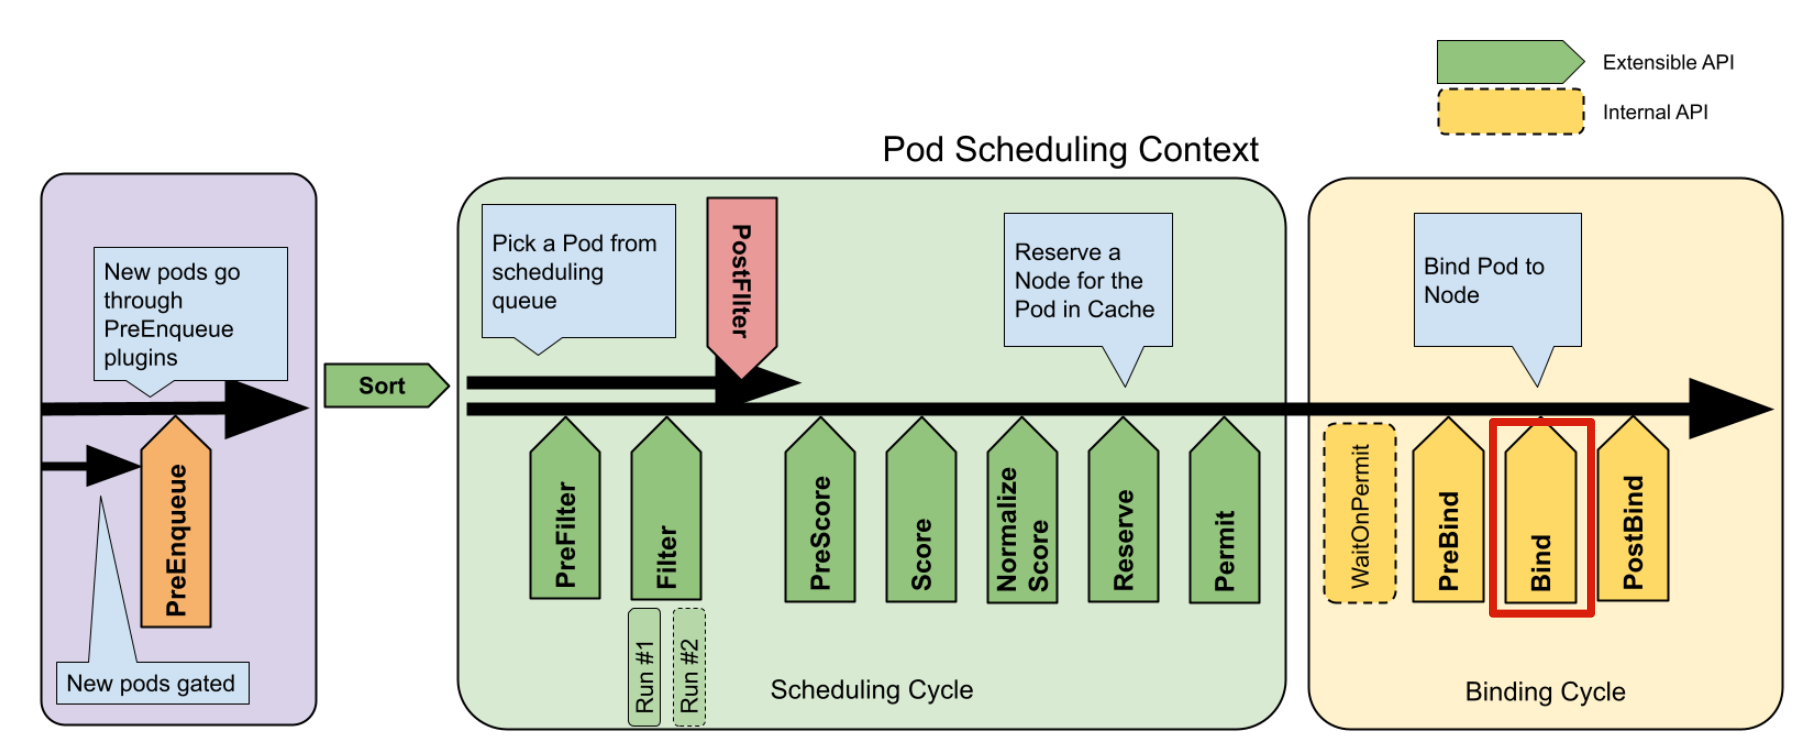 Extensible API
Internal API
Pod Scheduling Context
New pods go
through
PreEnqueue
plugins
PreEnqueue
New pods gated
Sort
Pick a Pod from
scheduling
queue
PostFIlter
Reserve a
Node for the
Pod in Cache
PreFilter
Filter
Run #1
Run #2
PreScore
Score
Normalize
Score
Reserve
Permit
Scheduling Cycle
Bind Pod to
Node
WaitOnPermit
PreBind
Bind
PostBind
Binding Cycle